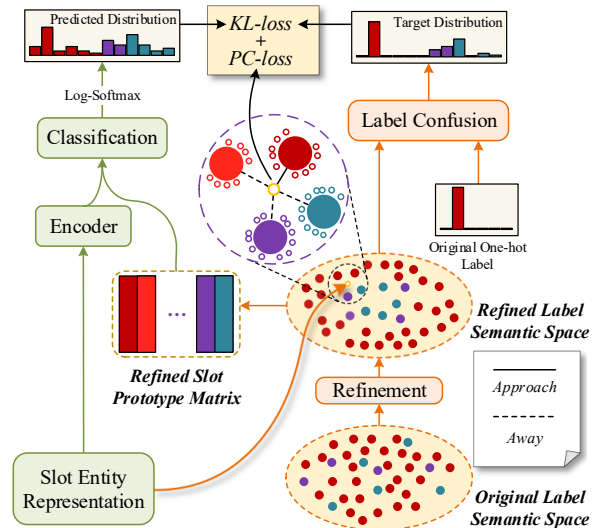 Predicted Distribution
KL-loss
+
PC-loss
Target Distribution
Log-Softmax
Classification
Label Confusion
Encoder
Original One-hot
Label
...
Refined Slot
Prototype Matrix
Refined Label
Semantic Space
Refinement
Approach
Away
Slot Entity
Representation
Original Label
Semantic Space